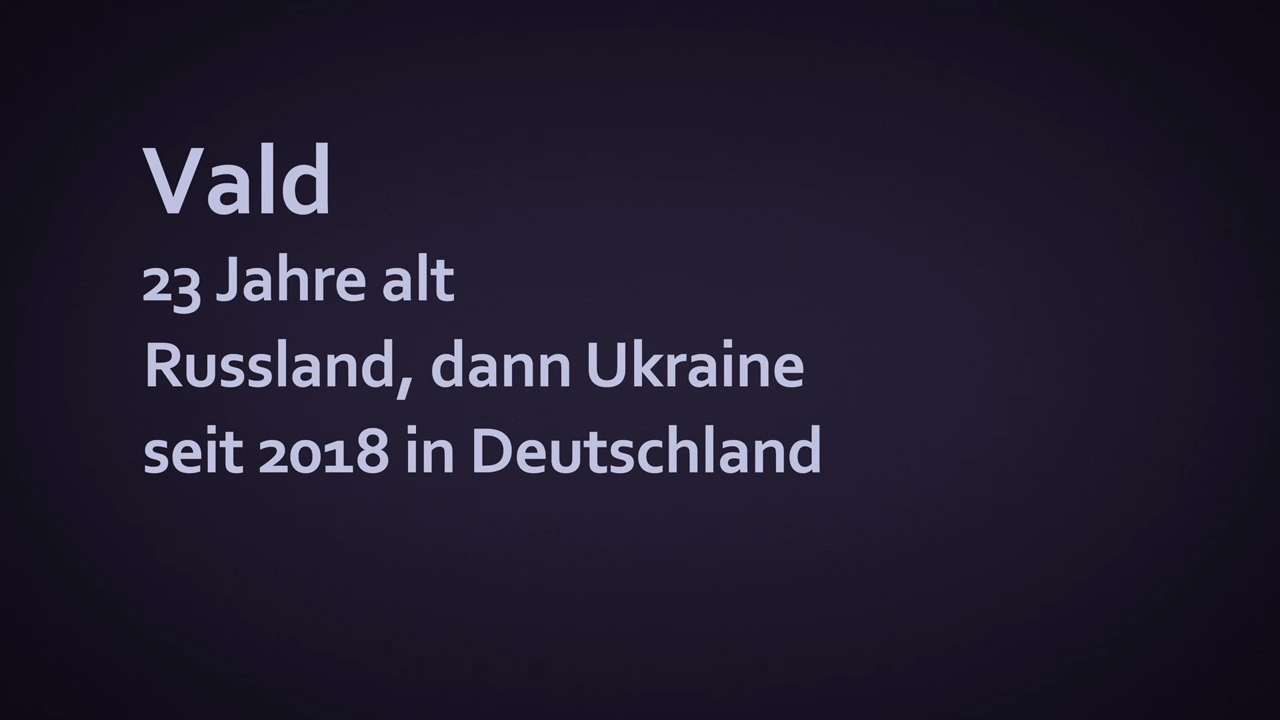 Vald
23 Jahre alt
Russland, dann Ukraine
seit 2018 in Deutschland